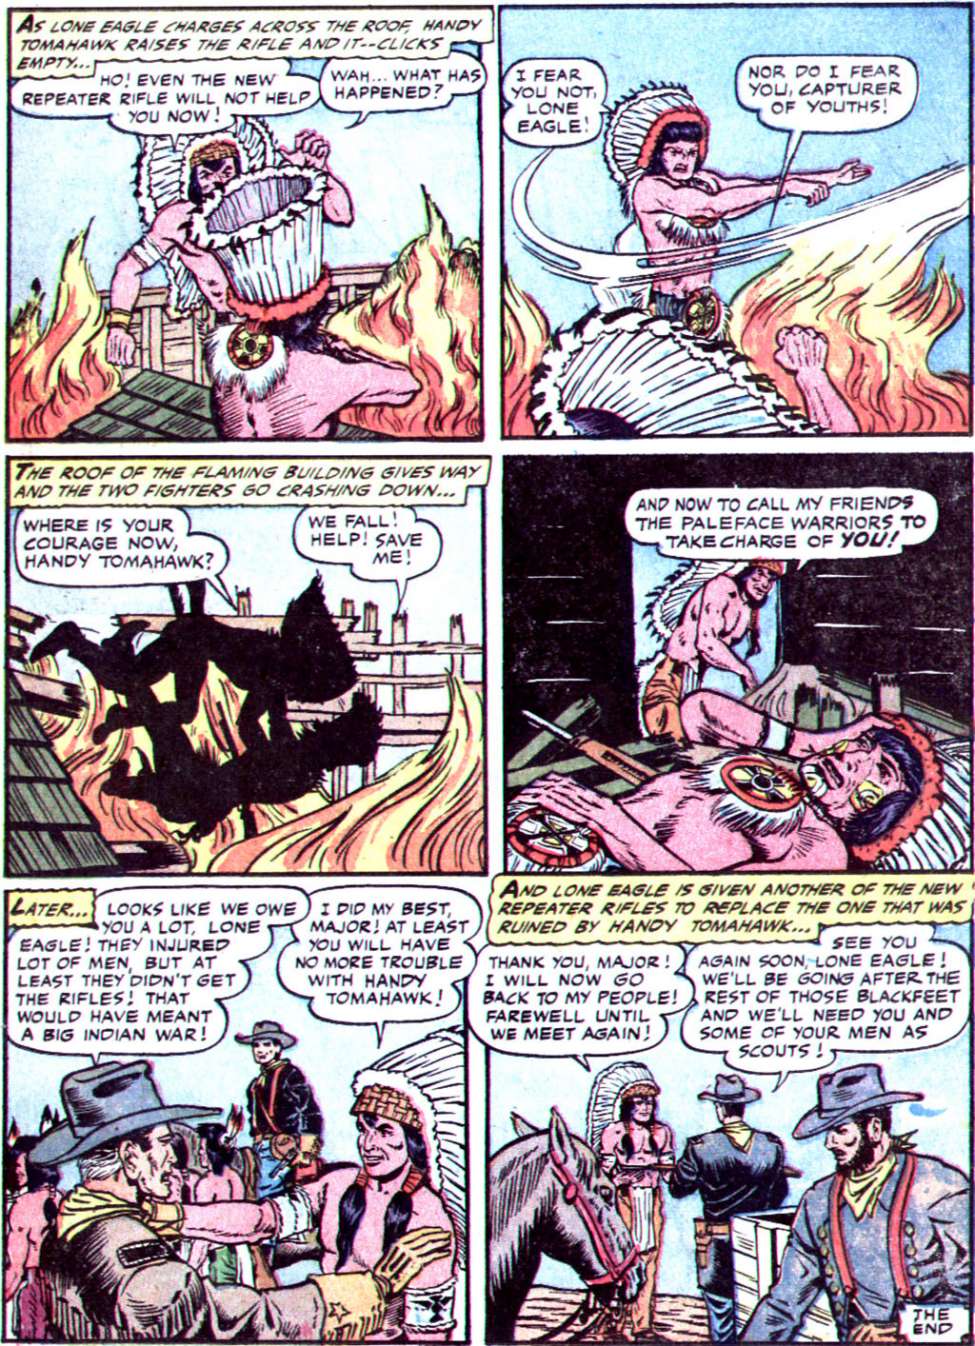 AS LONE EAGLE CHARGES ACROSS THE ROOF, HANDY
TOMAHAWK RAISES THE RIFLE AND IT--CLICKS
EMPTY...
HO! EVEN THE NEW
REPEATER RIFLE WILL NOT HELP
YOU NOW!
WAH... WHAT HAS
HAPPENED?
I FEAR
YOU NOT,
LONE
EAGLE!
NOR DO I FEAR
YOU, CAPTURER
OF YOUTHS!
THE ROOF OF THE FLAMING BUILDING GIVES WAY
AND THE TWO FIGHTERS GO CRASHING DOWN...
WHERE IS YOUR
COURAGE NOW,
HANDY TOMAHAWK?
WE FALL!
HELP! SAVE
ME!
AND NOW TO CALL MY FRIENDS
THE PALEFACE WARRIORS TO
TAKE CHARGE OF YOU!
LATER...
LOOKS LIKE WE OWE
YOU A LOT, LONE
EAGLE! THEY INJURED
LOT OF MEN, BUT AT
LEAST THEY DIDN'T GET
THE RIFLES! THAT
WOULD HAVE MEANT
A BIG INDIAN WAR!
I DID MY BEST,
MAJOR! AT LEAST
YOU WILL HAVE
NO MORE TROUBLE
WITH HANDY
TOMAHAWK!
AND LONE EAGLE IS GIVEN ANOTHER OF THE NEW
REPEATER RIFLES TO REPLACE THE ONE THAT WAS
RUINED BY HANDY TOMAHAWK...
THANK YOU, MAJOR!
I WILL NOW GO
BACK TO MY PEOPLE!
FAREWELL UNTIL
WE MEET AGAIN!
SEE YOU
AGAIN SOON, LONE EAGLE!
WE'LL BE GOING AFTER THE
REST OF THOSE BLACKFEET
AND WE'LL NEED YOU AND
SOME OF YOUR MEN AS
SCOUTS!
THE
END